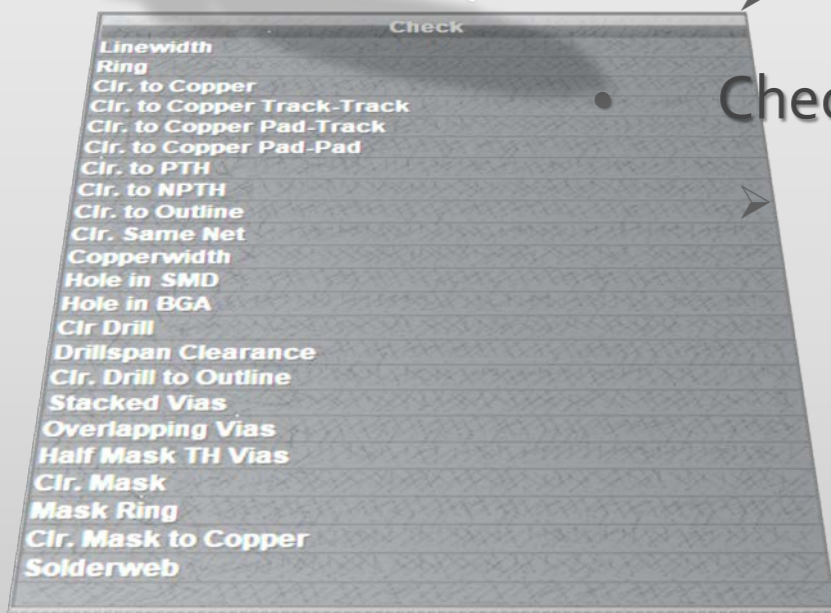 Check
Linewidth
Ring
Clr. to Copper
Clr. to Copper Track-Track
Clr. to Copper Pad-Track
Clr. to Copper Pad-Pad
Clr. to PTH
Clr. to NPTH
Clr. to Outline
Clr. Same Net
Copperwidth
Hole in SMD
Hole in BGA
Clr Drill
Drillspan Clearance
Clr. Drill to Outline
Stacked Vias
Overlapping Vias
Half Mask TH Vias
Clr. Mask
Mask Ring
Clr. Mask to Copper
Solderweb